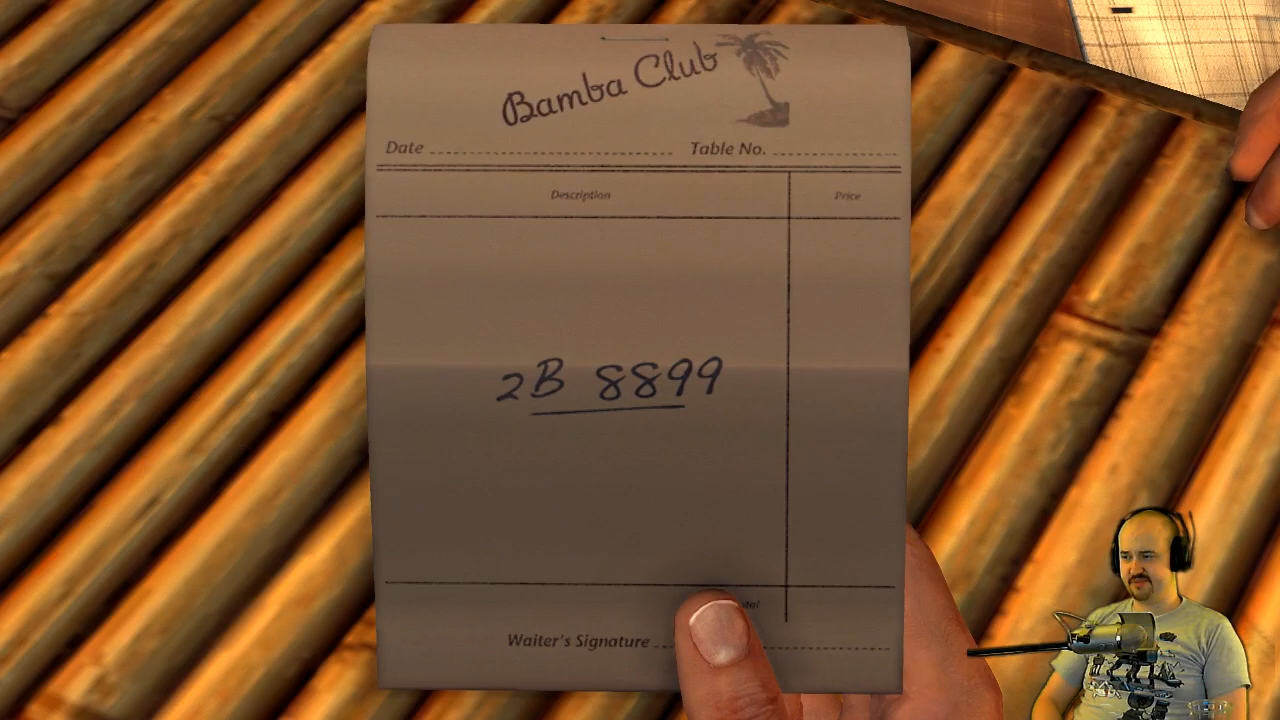 Bamba Club
Date
Table No.
Description
Price
2B 8899
Waiter's Signature